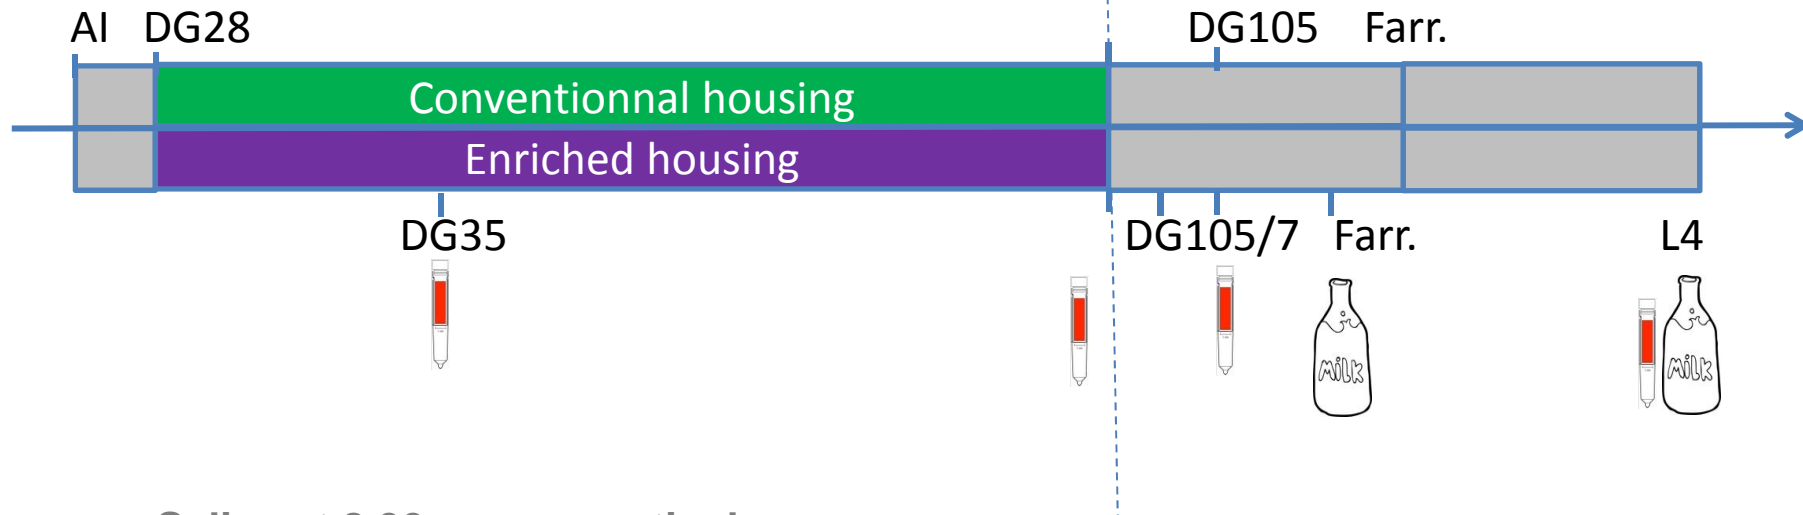 AI DG28 DG105 Farr.
Conventionnal housing
Enriched housing
DG35 DG105/7 Farr. L4
MILK MILK